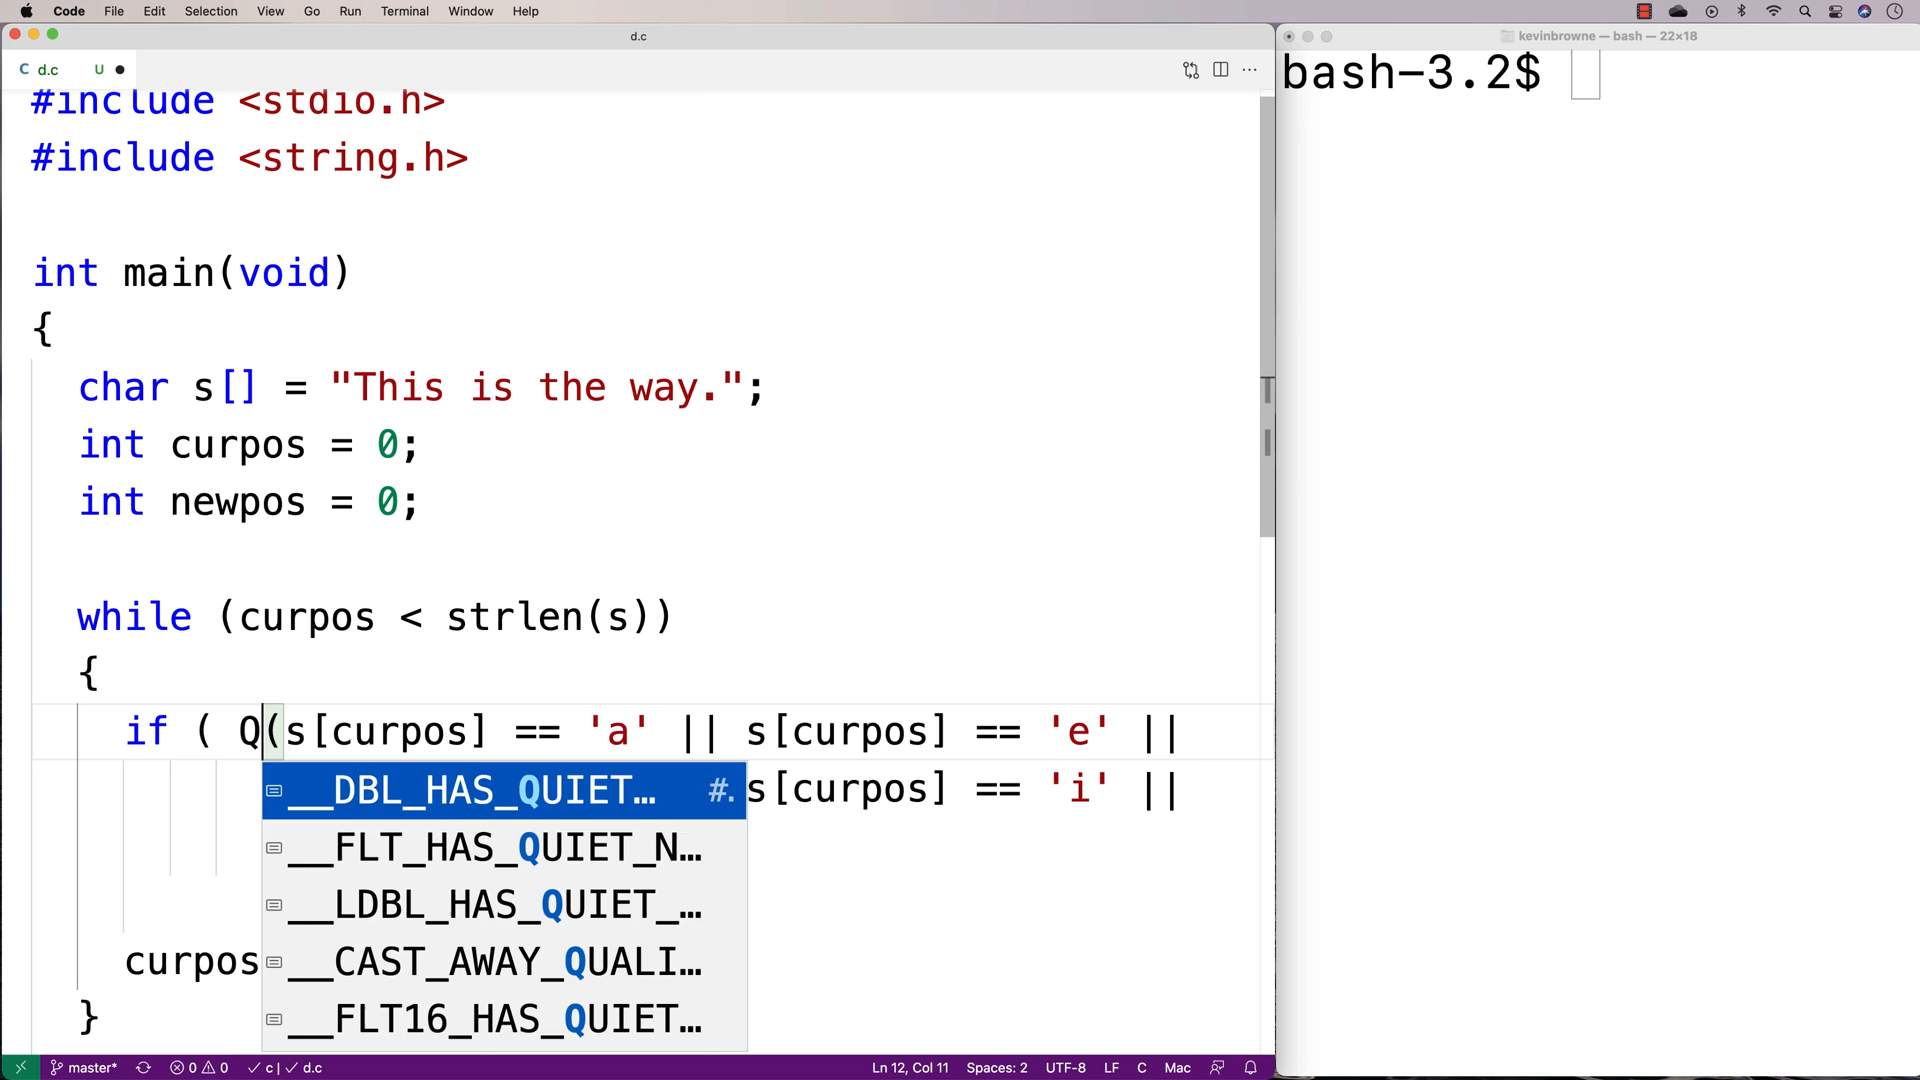 Code File Edit Selection View Go Run Terminal Window Help
d.c
kevinbrowne — bash — 22×18
C d.c U
#include <stdio.h>
#include <string.h>
int main(void)
{
char s[] = "This is the way.";
int curpos = 0;
int newpos = 0;
while (curpos < strlen(s))
{
if ( Q(s[curpos] == 'a' || s[curpos] == 'e' ||
s[curpos] == 'i' ||
__DBL_HAS_QUIET… #.
__FLT_HAS_QUIET_N…
__LDBL_HAS_QUIET_…
__CAST_AWAY_QUALI…
__FLT16_HAS_QUIET…
curpos
}
bash-3.2$
master* 0 0 c | d.c Ln 12, Col 11 Spaces: 2 UTF-8 LF C Mac